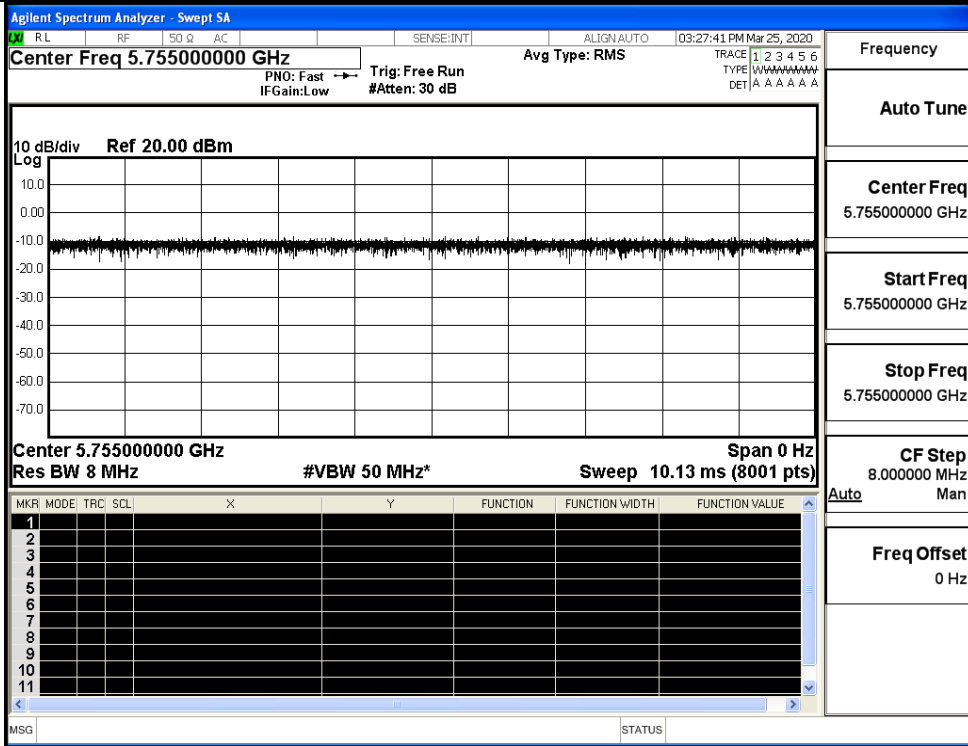 Agilent Spectrum Analyzer - Swept SA
LXI RL RF 50 Ω AC SENSE:INT ALIGN AUTO 03:27:41 PM Mar 25, 2020
Center Freq 5.755000000 GHz Avg Type: RMS TRACE 1 2 3 4 5 6
PNO: Fast Trig: Free Run TYPE WWWWWW
IFGain:Low #Atten: 30 dB DET A A A A A A
10 dB/div Ref 20.00 dBm
Log
10.0
0.00
-10.0
-20.0
-30.0
-40.0
-50.0
-60.0
-70.0
Center 5.755000000 GHz Span 0 Hz
Res BW 8 MHz #VBW 50 MHz* Sweep 10.13 ms (8001 pts)
MKR MODE TRC SCL X Y FUNCTION FUNCTION WIDTH FUNCTION VALUE
1
2
3
4
5
6
7
8
9
10
11
MSG STATUS
Frequency
Auto Tune
Center Freq
5.755000000 GHz
Start Freq
5.755000000 GHz
Stop Freq
5.755000000 GHz
CF Step
8.000000 MHz
Auto Man
Freq Offset
0 Hz